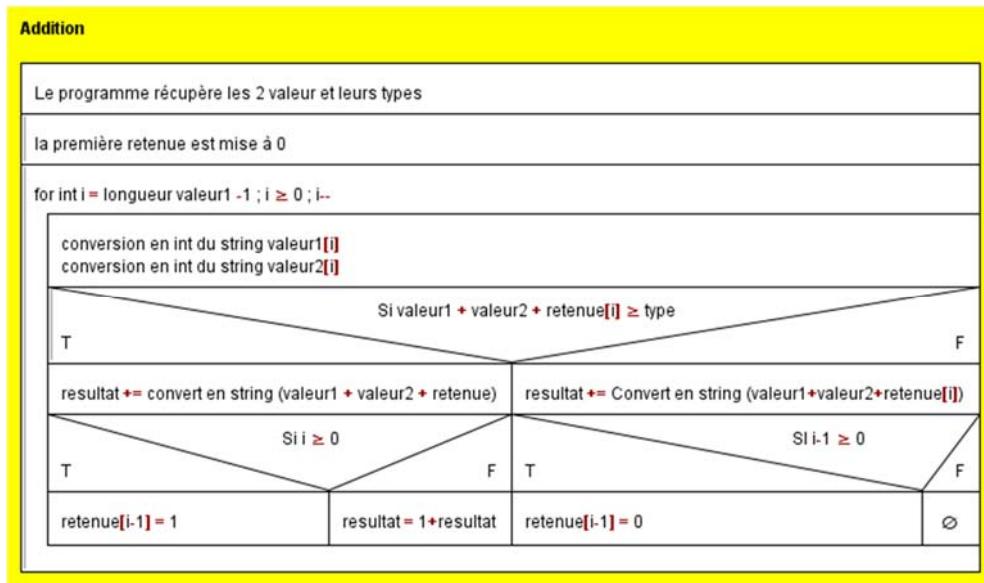 Addition
Le programme récupère les 2 valeur et leurs types
la première retenue est mise à 0
for int i = longueur valeur1 -1 ; i ≥ 0 ; i--
conversion en int du string valeur1[i]
conversion en int du string valeur2[i]
Si valeur1 + valeur2 + retenue[i] ≥ type
T F
resultat += convert en string (valeur1 + valeur2 + retenue)
resultat += Convert en string (valeur1+valeur2+retenue[i])
Si i ≥ 0
T F
SI i-1 ≥ 0
T F
retenue[i-1] = 1
resultat = 1+resultat
retenue[i-1] = 0
∅